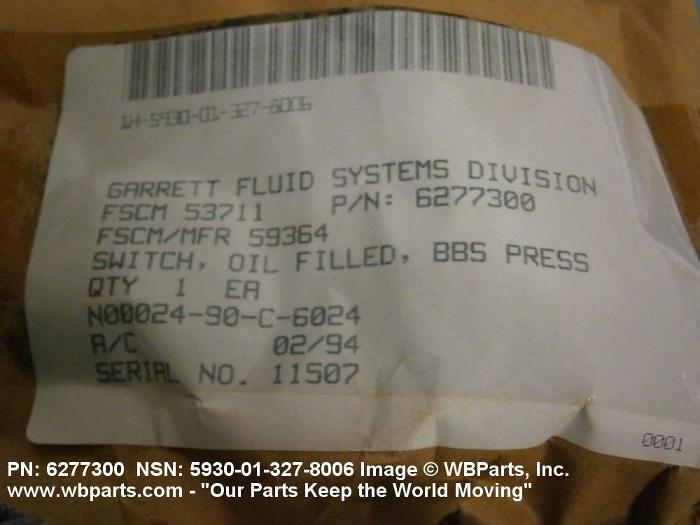 1H-5930-01-327-8006
GARRETT FLUID SYSTEMS DIVISION
FSCM 53711 P/N: 6277300
FSCM/MFR 59364
SWITCH, OIL FILLED, BBS PRESS
QTY 1 EA
N00024-90-C-6024
A/C 02/94
SERIAL NO. 11507
0001
PN: 6277300 NSN: 5930-01-327-8006 Image © WBParts, Inc.
www.wbparts.com - "Our Parts Keep the World Moving"